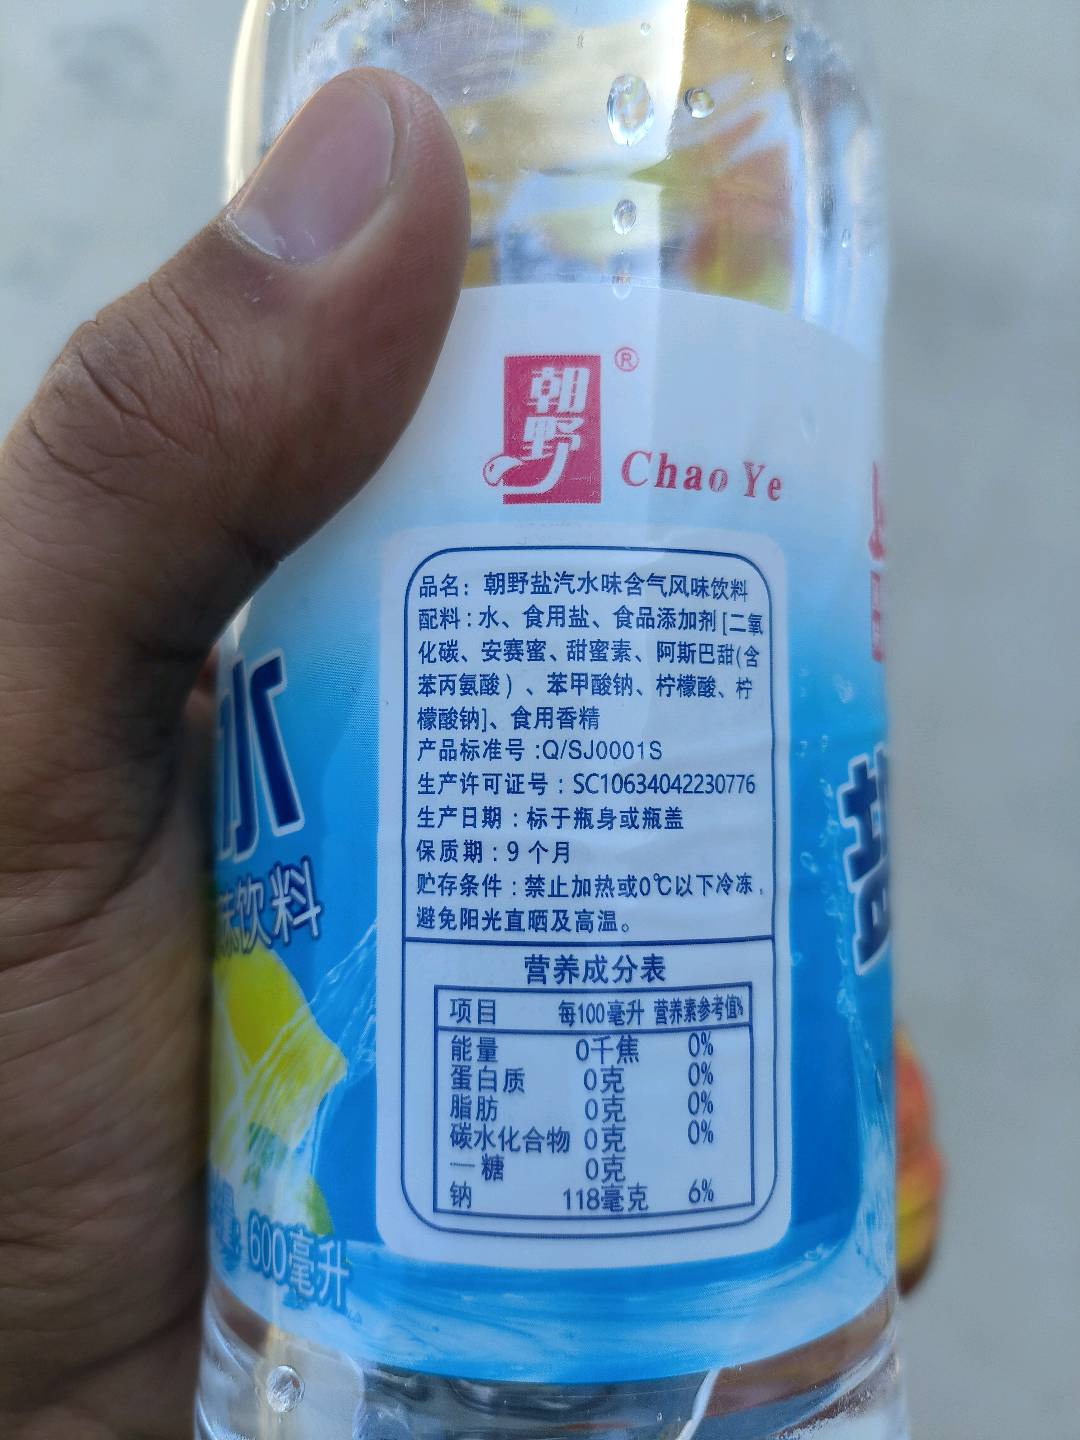 朝野
®
Chao Ye
品名：朝野盐汽水味含气风味饮料
配料：水、食用盐、食品添加剂[二氧
化碳、安赛蜜、甜蜜素、阿斯巴甜(含
苯丙氨酸）、苯甲酸钠、柠檬酸、柠
檬酸钠]、食用香精
产品标准号:Q/SJ0001S
生产许可证号：SC10634042230776
生产日期：标于瓶身或瓶盖
保质期：9 个月
贮存条件：禁止加热或0℃以下冷冻，
避免阳光直晒及高温。
营养成分表
项目 每100毫升 营养素参考值%
能量 0千焦 0%
蛋白质 0克 0%
脂肪 0克 0%
碳水化合物 0克 0%
一糖 0克
钠 118毫克 6%
水
味饮料
量：600毫升
盐